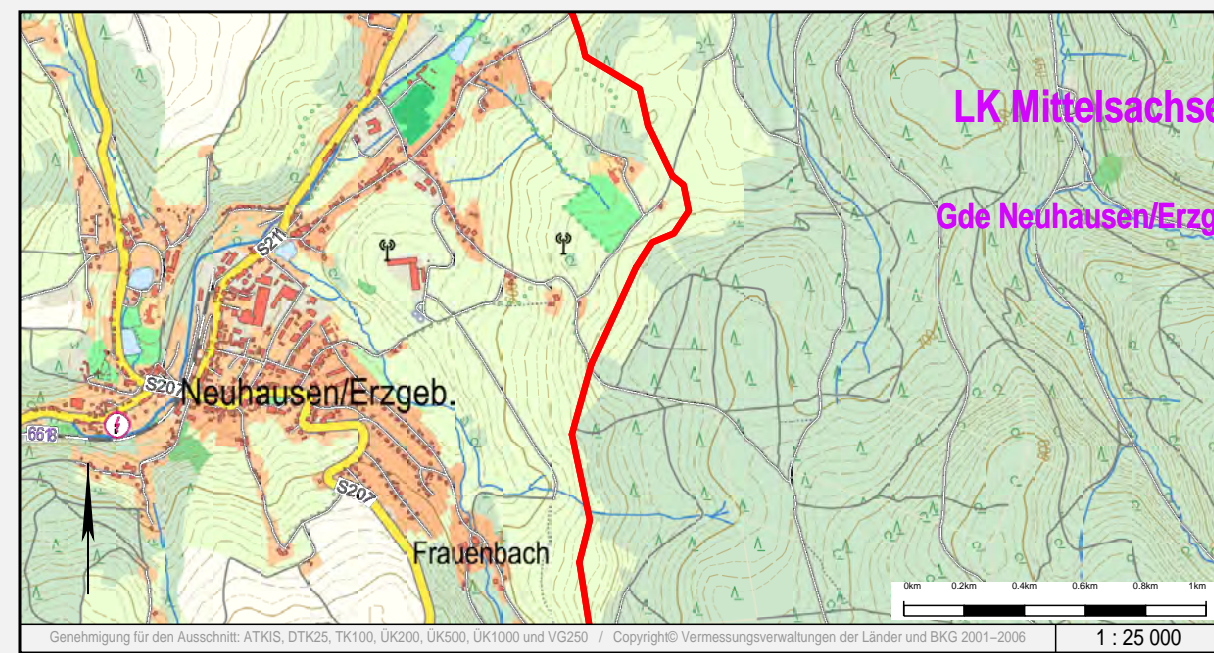 LK Mittelsachse
Gde Neuhausen/Erzg
S211
S207
Neuhausen/Erzgeb.
6618
S207
Frauenbach
0km 0.2km 0.4km 0.6km 0.8km 1km
Genehmigung für den Ausschnitt: ATKIS, DTK25, TK100, ÜK200, ÜK500, ÜK1000 und VG250 / Copyright© Vermessungsverwaltungen der Länder und BKG 2001–2006
1 : 25 000